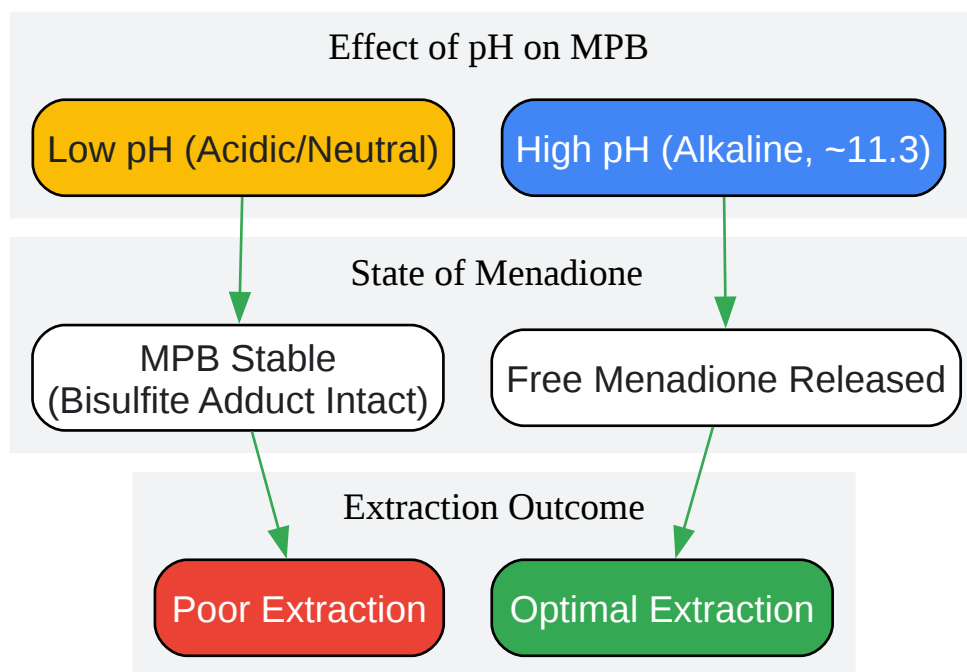 Effect of pH on MPB
Low pH (Acidic/Neutral)
High pH (Alkaline, ~11.3)
State of Menadione
MPB Stable
(Bisulfite Adduct Intact)
Free Menadione Released
Extraction Outcome
Poor Extraction
Optimal Extraction